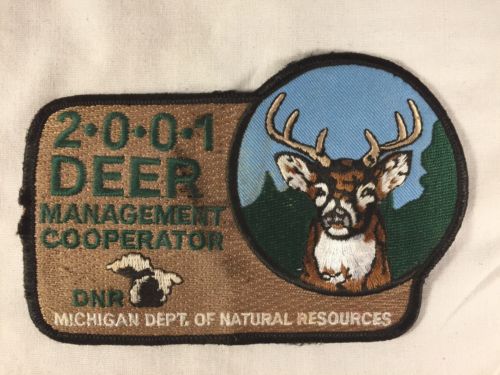 2·0·0·1
DEER
MANAGEMENT
COOPERATOR
DNR
MICHIGAN DEPT. OF NATURAL RESOURCES